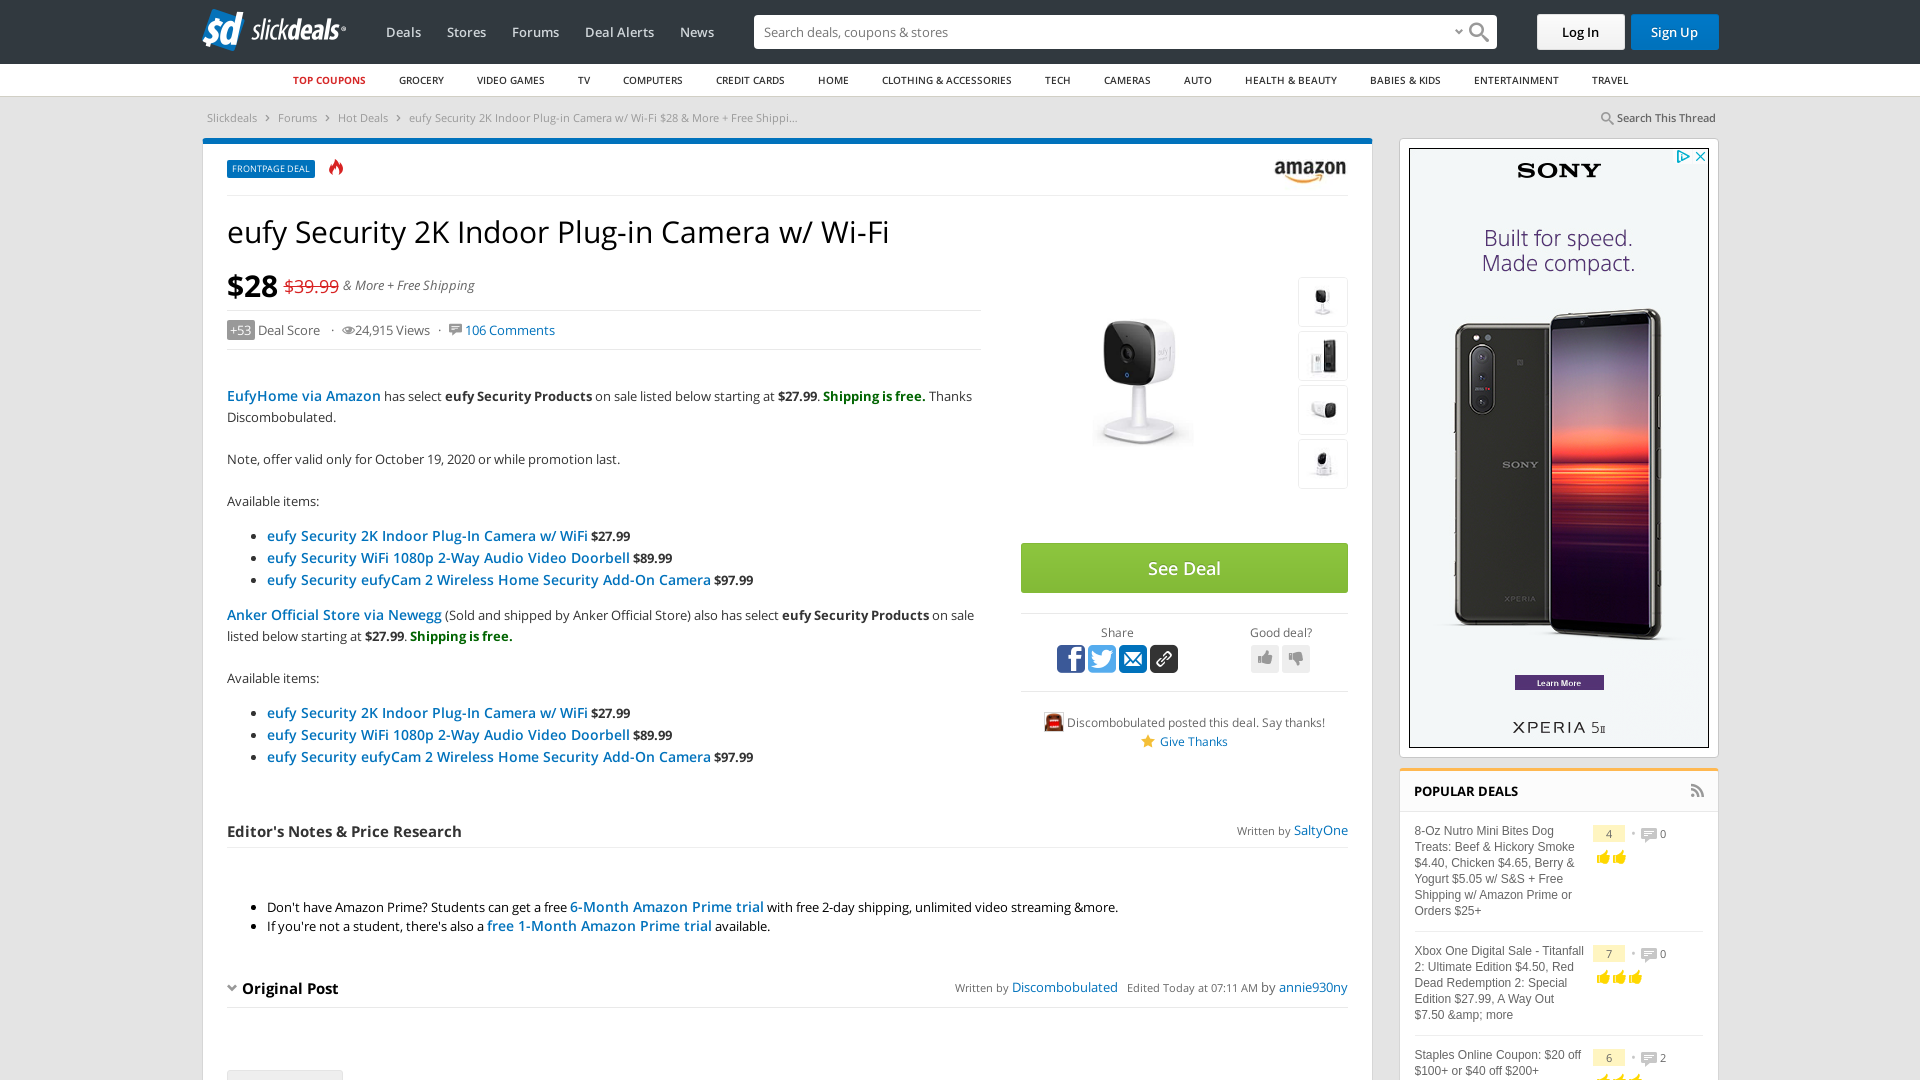 sd slickdeals
Deals Stores Forums Deal Alerts News
Search deals, coupons & stores
Log In
Sign Up
TOP COUPONS GROCERY VIDEO GAMES TV COMPUTERS CREDIT CARDS HOME CLOTHING & ACCESSORIES TECH CAMERAS AUTO HEALTH & BEAUTY BABIES & KIDS ENTERTAINMENT TRAVEL
Slickdeals > Forums > Hot Deals > eufy Security 2K Indoor Plug-in Camera w/ Wi-Fi $28 & More + Free Shippi...
Search This Thread
FRONTPAGE DEAL
amazon
eufy Security 2K Indoor Plug-in Camera w/ Wi-Fi
$28 $39.99 & More + Free Shipping
+53 Deal Score · 24,915 Views · 106 Comments
EufyHome via Amazon has select eufy Security Products on sale listed below starting at $27.99. Shipping is free. Thanks
Discombobulated.
Note, offer valid only for October 19, 2020 or while promotion last.
Available items:
• eufy Security 2K Indoor Plug-In Camera w/ WiFi $27.99
• eufy Security WiFi 1080p 2-Way Audio Video Doorbell $89.99
• eufy Security eufyCam 2 Wireless Home Security Add-On Camera $97.99
Anker Official Store via Newegg (Sold and shipped by Anker Official Store) also has select eufy Security Products on sale
listed below starting at $27.99. Shipping is free.
Available items:
• eufy Security 2K Indoor Plug-In Camera w/ WiFi $27.99
• eufy Security WiFi 1080p 2-Way Audio Video Doorbell $89.99
• eufy Security eufyCam 2 Wireless Home Security Add-On Camera $97.99
See Deal
Share
Good deal?
Discombobulated posted this deal. Say thanks!
Give Thanks
Editor's Notes & Price Research
Written by SaltyOne
• Don't have Amazon Prime? Students can get a free 6-Month Amazon Prime trial with free 2-day shipping, unlimited video streaming &more.
• If you're not a student, there's also a free 1-Month Amazon Prime trial available.
Original Post
Written by Discombobulated Edited Today at 07:11 AM by annie930ny
SONY
Built for speed.
Made compact.
SONY
XPERIA
Learn More
XPERIA 5II
POPULAR DEALS
8-Oz Nutro Mini Bites Dog
Treats: Beef & Hickory Smoke
$4.40, Chicken $4.65, Berry &
Yogurt $5.05 w/ S&S + Free
Shipping w/ Amazon Prime or
Orders $25+
4 • 0
Xbox One Digital Sale - Titanfall
2: Ultimate Edition $4.50, Red
Dead Redemption 2: Special
Edition $27.99, A Way Out
$7.50 &amp; more
7 • 0
Staples Online Coupon: $20 off
$100+ or $40 off $200+
6 • 2